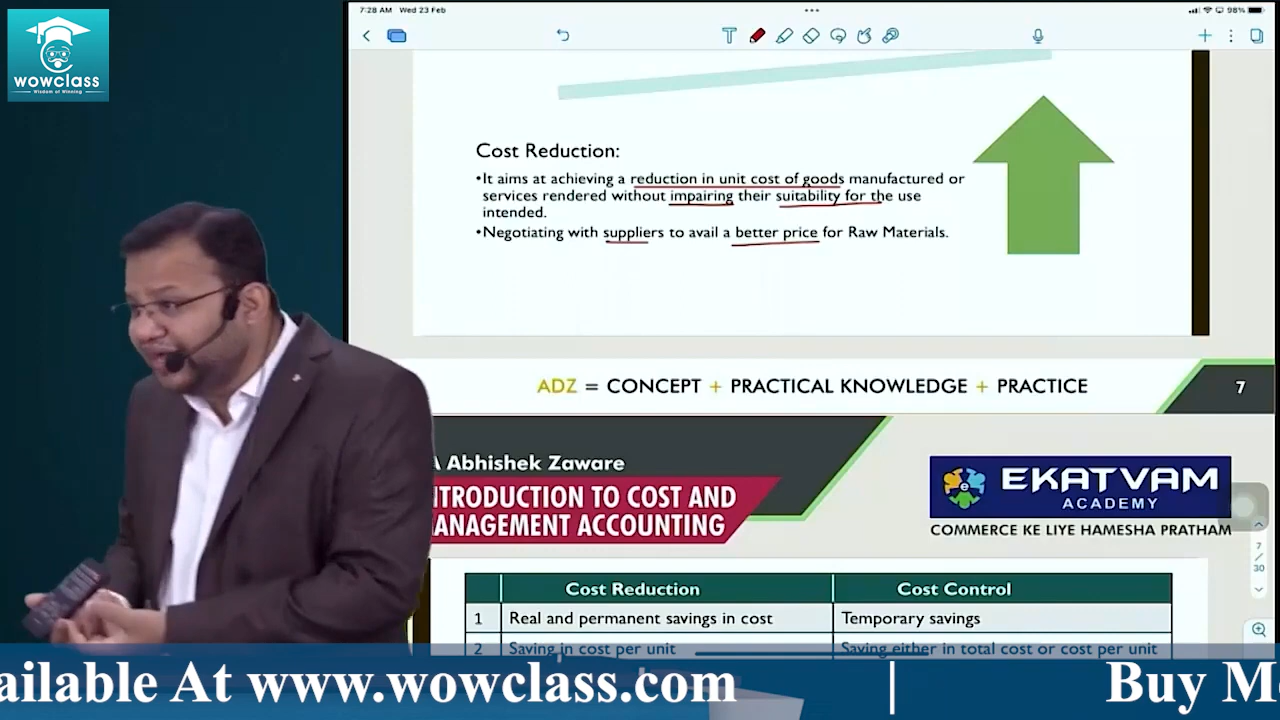 7:28 AM Wed 23 Feb
98%
wowclass
Wisdom of Winning
Cost Reduction:
•It aims at achieving a reduction in unit cost of goods manufactured or
services rendered without impairing their suitability for the use
intended.
•Negotiating with suppliers to avail a better price for Raw Materials.
ADZ = CONCEPT + PRACTICAL KNOWLEDGE + PRACTICE
7
Abhishek Zaware
NTRODUCTION TO COST AND
ANAGEMENT ACCOUNTING
EKATVAM
ACADEMY
COMMERCE KE LIYE HAMESHA PRATHAM
7
/
30
Cost Reduction Cost Control
1 Real and permanent savings in cost Temporary savings
2 Saving in cost per unit Saving either in total cost or cost per unit
ailable At www.wowclass.com | Buy M